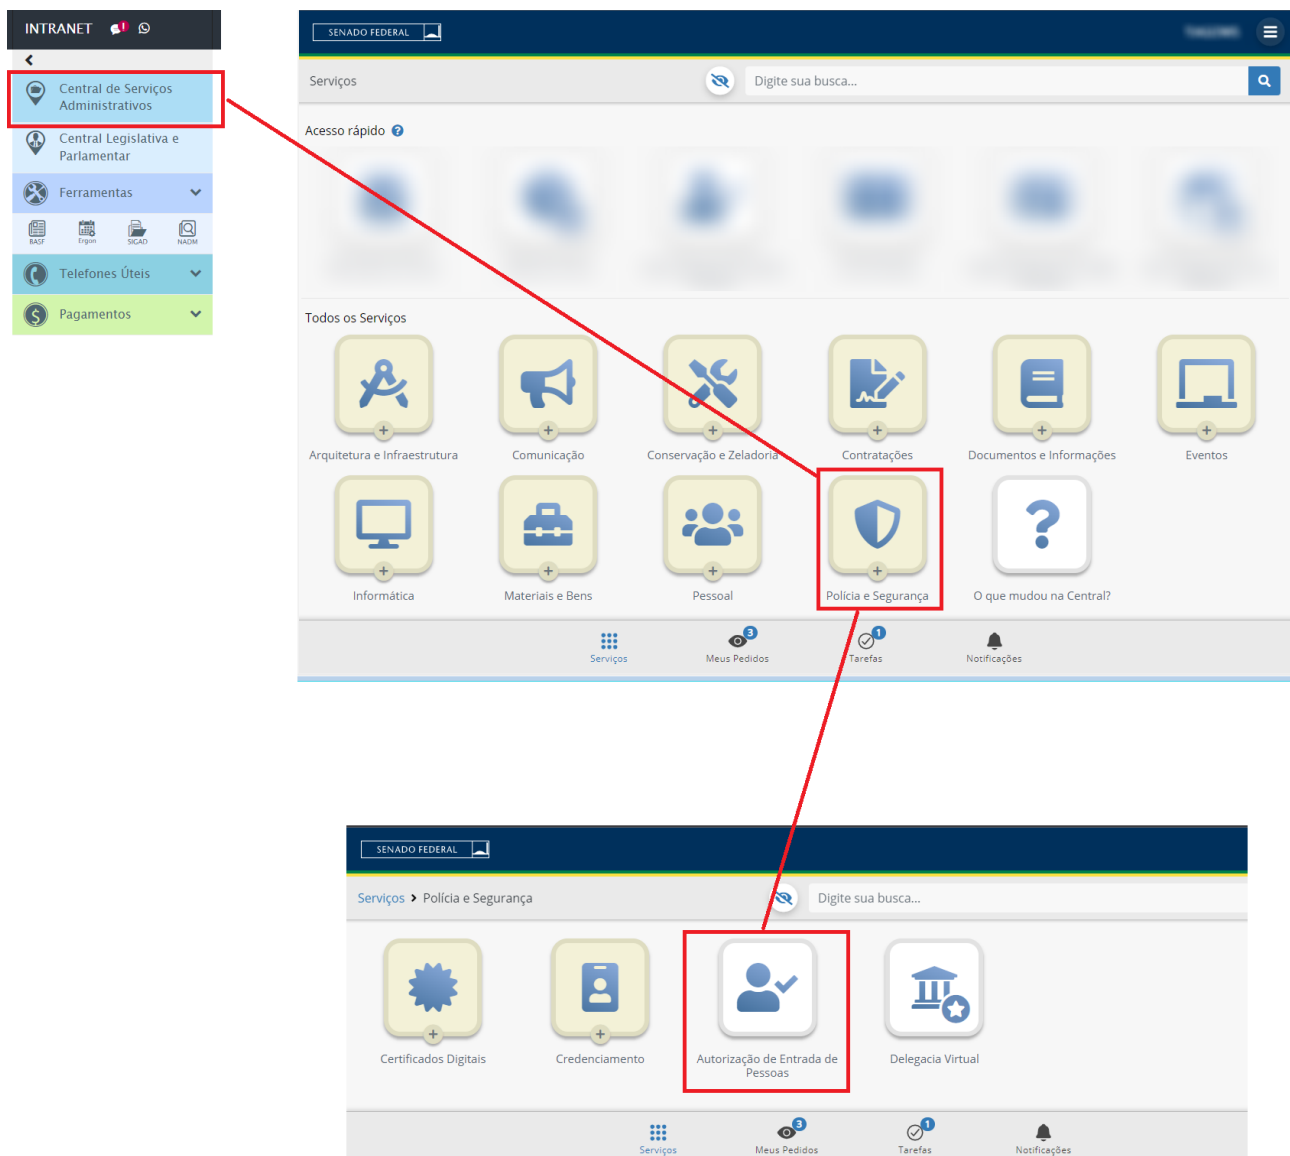 INTRANET
Central de Serviços
Administrativos
Central Legislativa e
Parlamentar
Ferramentas
BASF Ergon SIGAD NADM
Telefones Úteis
Pagamentos
SENADO FEDERAL
Serviços
Digite sua busca...
Acesso rápido ?
Todos os Serviços
Arquitetura e Infraestrutura
Comunicação
Conservação e Zeladoria
Contratações
Documentos e Informações
Eventos
Informática
Materiais e Bens
Pessoal
Polícia e Segurança
O que mudou na Central?
Serviços
3
Meus Pedidos
1
Tarefas
Notificações
SENADO FEDERAL
Serviços > Polícia e Segurança
Digite sua busca...
Certificados Digitais
Credenciamento
Autorização de Entrada de
Pessoas
Delegacia Virtual
Serviços
3
Meus Pedidos
1
Tarefas
Notificações